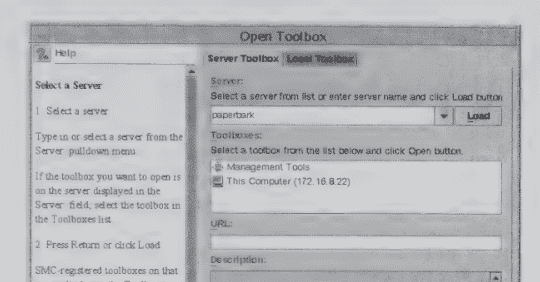 Open Toolbox
Help
Select a Server
1 Select a server
Type in or select a server from the
Server pulldown menu.
If the toolbox you want to open is
on the server displayed in the
Server field, select the toolbox in
the Toolboxes list
2 Press Return or click Load
SMC-registered toolboxes on that
Server Toolbox Local Toolbox
Server:
Select a server from list or enter server name and click Load button
paperbark
Load
Toolboxes:
Select a toolbox from the list below and click Open button.
Management Tools
This Computer (172.16.8.22)
URL:
Description: